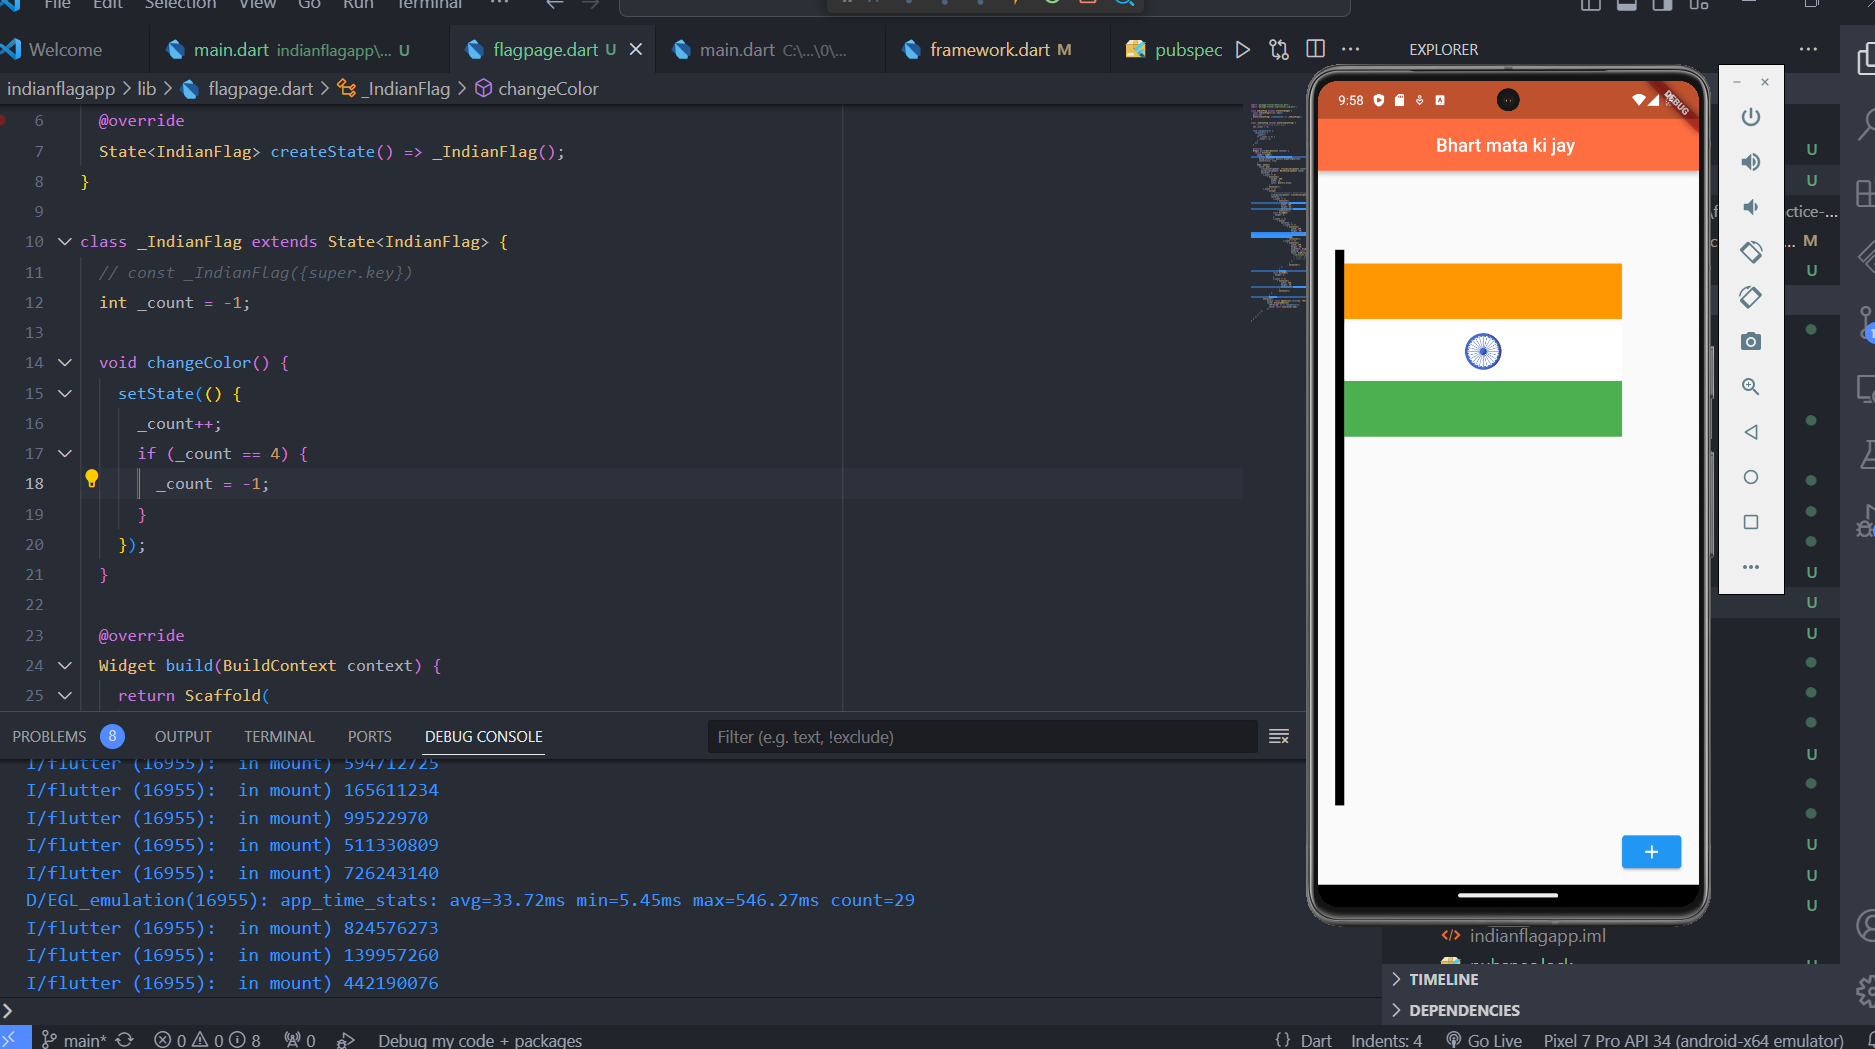 File Edit Selection View Go Run Terminal ...
Welcome
main.dart indianflagapp\... U
flagpage.dart U
main.dart C:\...\0\...
framework.dart M
pubspec
EXPLORER
indianflagapp > lib > flagpage.dart > _IndianFlag > changeColor
6 @override
7 State<IndianFlag> createState() => _IndianFlag();
8 }
9
10 class _IndianFlag extends State<IndianFlag> {
11 // const _IndianFlag({super.key})
12 int _count = -1;
13
14 void changeColor() {
15 setState(() {
16 _count++;
17 if (_count == 4) {
18 _count = -1;
19 }
20 });
21 }
22
23 @override
24 Widget build(BuildContext context) {
25 return Scaffold(
9:58
DEBUG
Bhart mata ki jay
+
U
U
ctice-...
... M
U
U
U
U
U
U
U
U
PROBLEMS 8 OUTPUT TERMINAL PORTS DEBUG CONSOLE
Filter (e.g. text, !exclude)
I/flutter (16955): in mount) 594712725
I/flutter (16955): in mount) 165611234
I/flutter (16955): in mount) 99522970
I/flutter (16955): in mount) 511330809
I/flutter (16955): in mount) 726243140
D/EGL_emulation(16955): app_time_stats: avg=33.72ms min=5.45ms max=546.27ms count=29
I/flutter (16955): in mount) 824576273
I/flutter (16955): in mount) 139957260
I/flutter (16955): in mount) 442190076
indianflagapp.iml
pubspec.lock
TIMELINE
DEPENDENCIES
main* 0 0 8 0 Debug my code + packages
{} Dart Indents: 4 Go Live Pixel 7 Pro API 34 (android-x64 emulator)